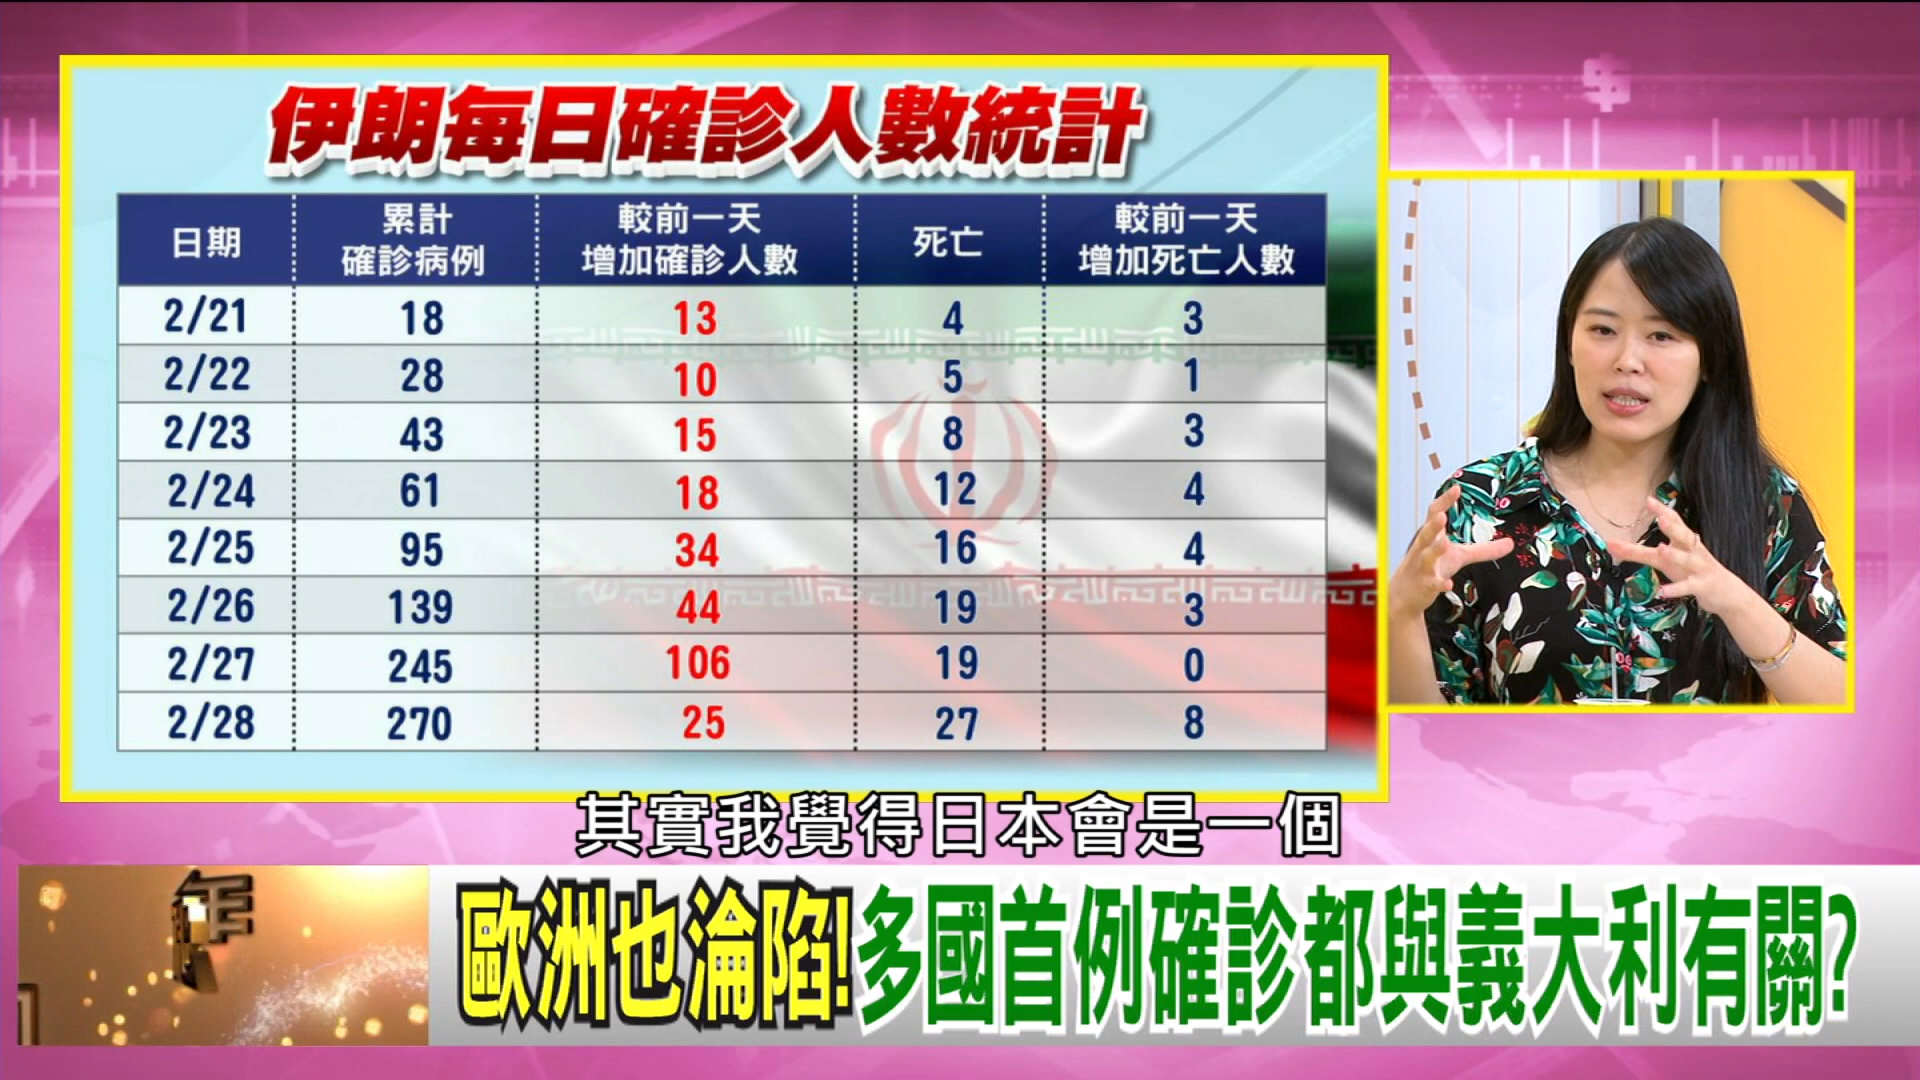 伊朗每日確診人數統計
日期 累計確診病例 較前一天增加確診人數 死亡 較前一天增加死亡人數
2/21 18 13 4 3
2/22 28 10 5 1
2/23 43 15 8 3
2/24 61 18 12 4
2/25 95 34 16 4
2/26 139 44 19 3
2/27 245 106 19 0
2/28 270 25 27 8
其實我覺得日本會是一個
年
歐洲也淪陷!多國首例確診都與義大利有關?